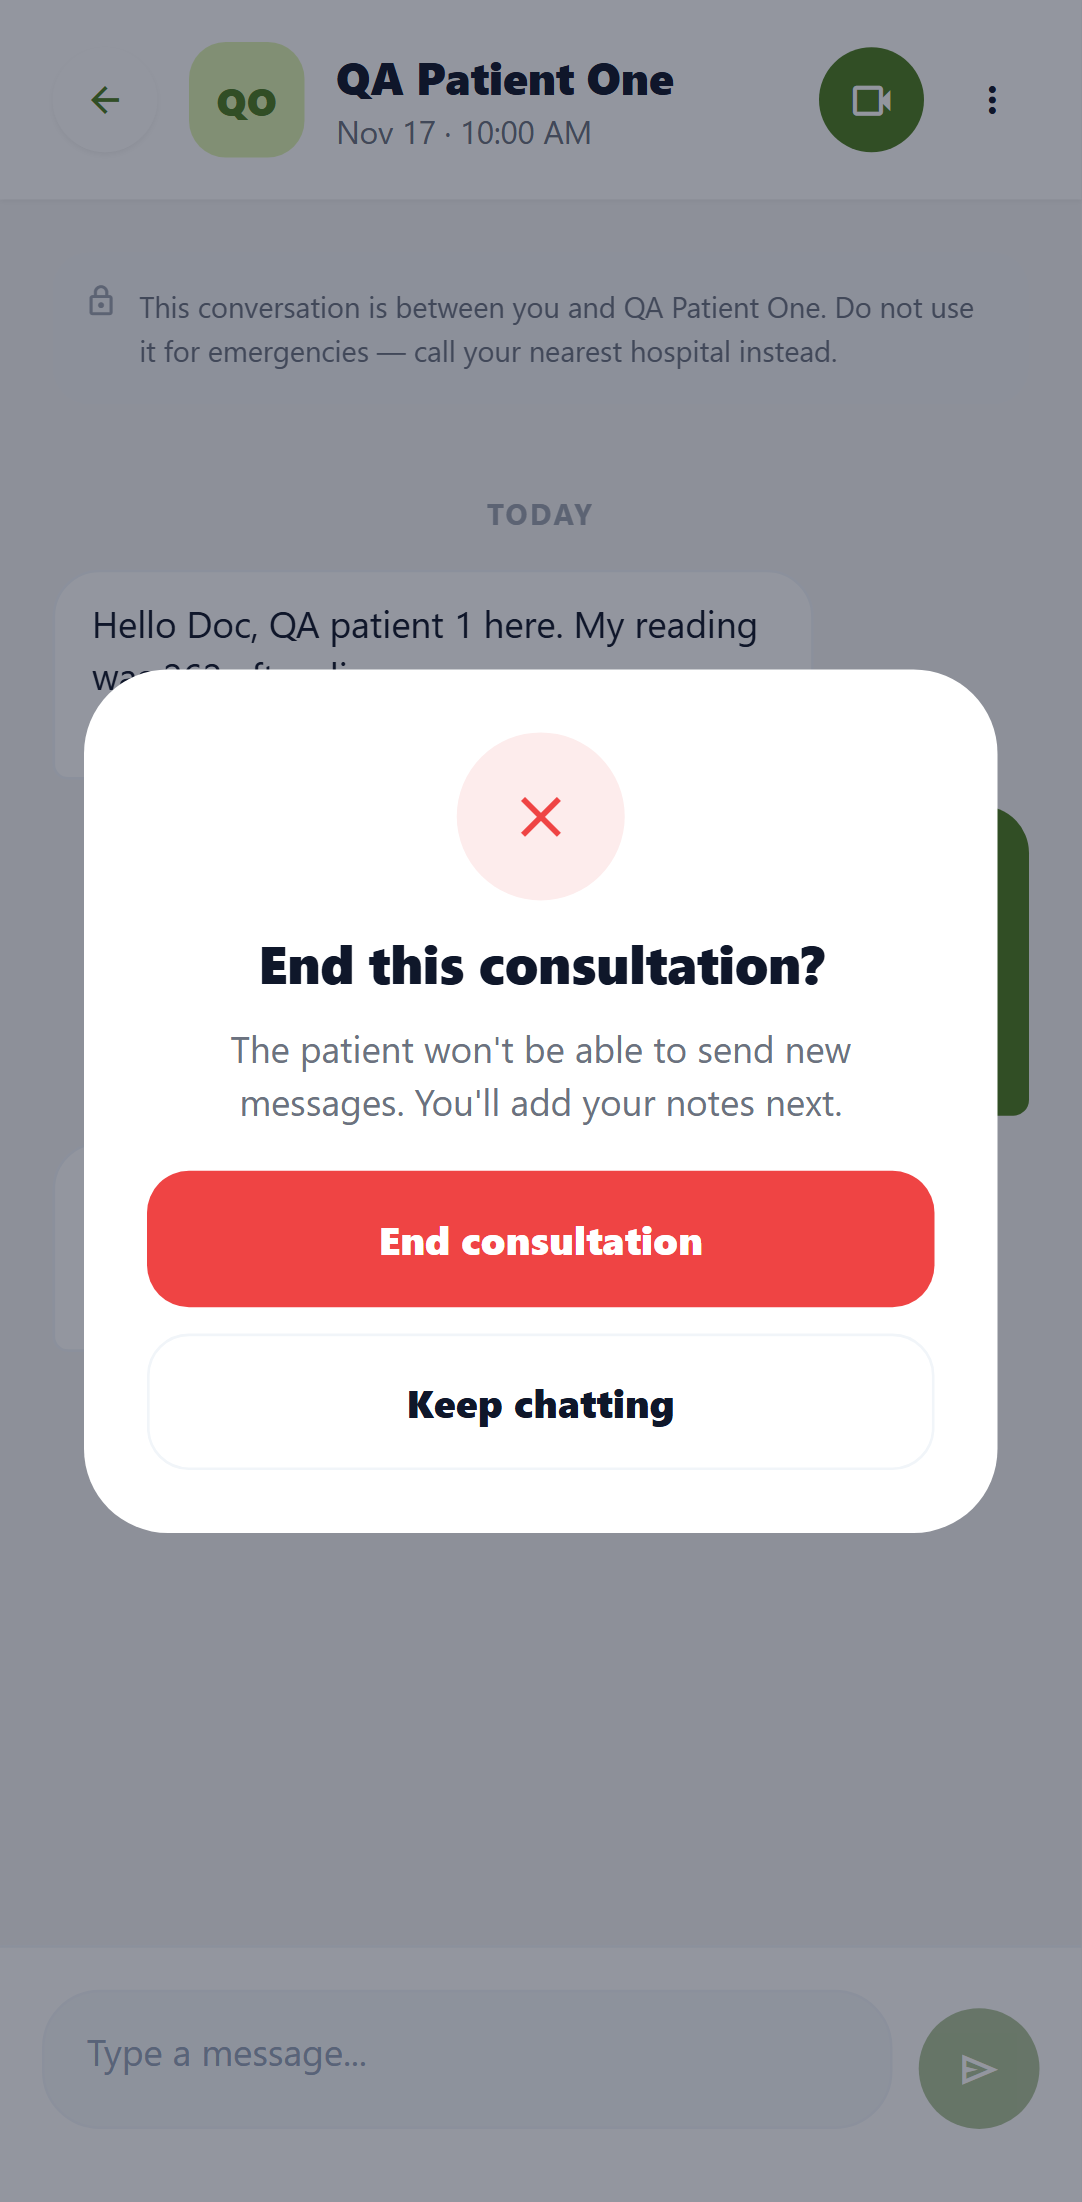 QO
QA Patient One
Nov 17 · 10:00 AM
This conversation is between you and QA Patient One. Do not use
it for emergencies — call your nearest hospital instead.
TODAY
Hello Doc, QA patient 1 here. My reading
was
End this consultation?
The patient won't be able to send new
messages. You'll add your notes next.
End consultation
Keep chatting
Type a message...